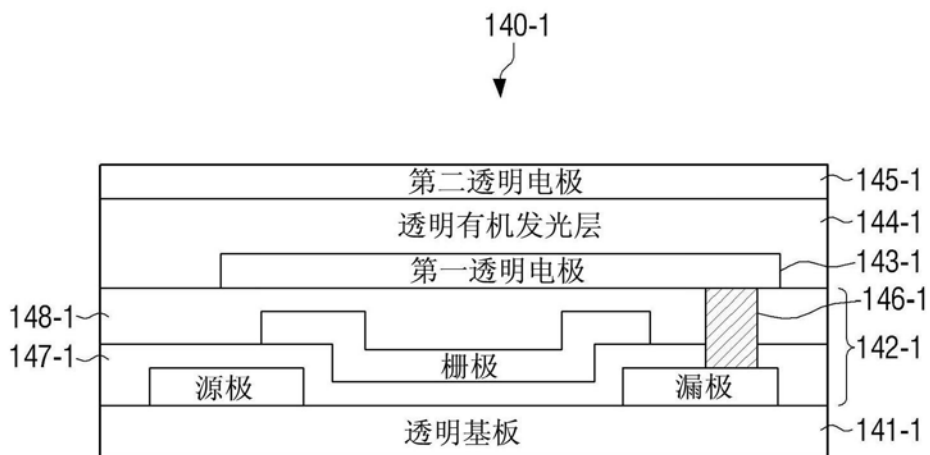 140-1
第二透明电极
145-1
透明有机发光层
144-1
第一透明电极
143-1
146-1
148-1
142-1
147-1
栅极
源极
漏极
透明基板
141-1